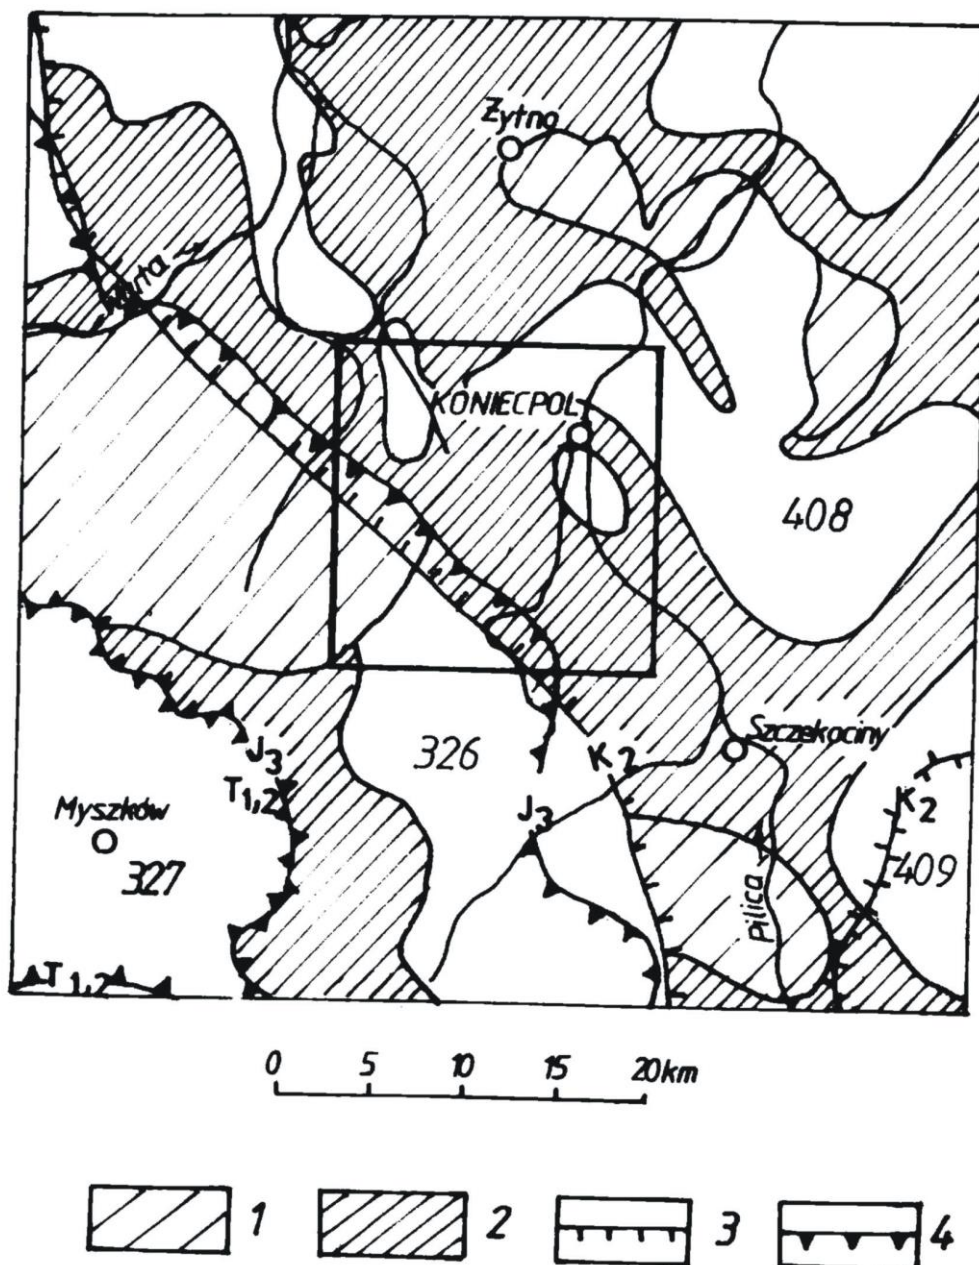 Żytno
Warta →
KONIECPOL
408
J3
326
K2
Szczekociny
T1,2
K2
Myszków
J3
327
409
Pilica →
T1,2
0 5 10 15 20km
1 2 3 4